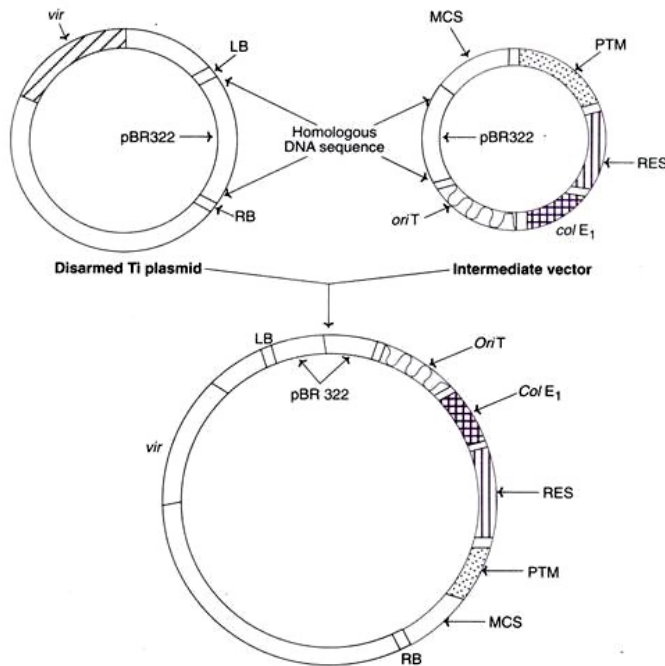 vir
LB
pBR322
RB
Homologous
DNA sequence
MCS
PTM
pBR322
RES
oriT
col E1
Disarmed Ti plasmid
Intermediate vector
LB
pBR 322
OriT
Col E1
vir
RES
PTM
MCS
RB